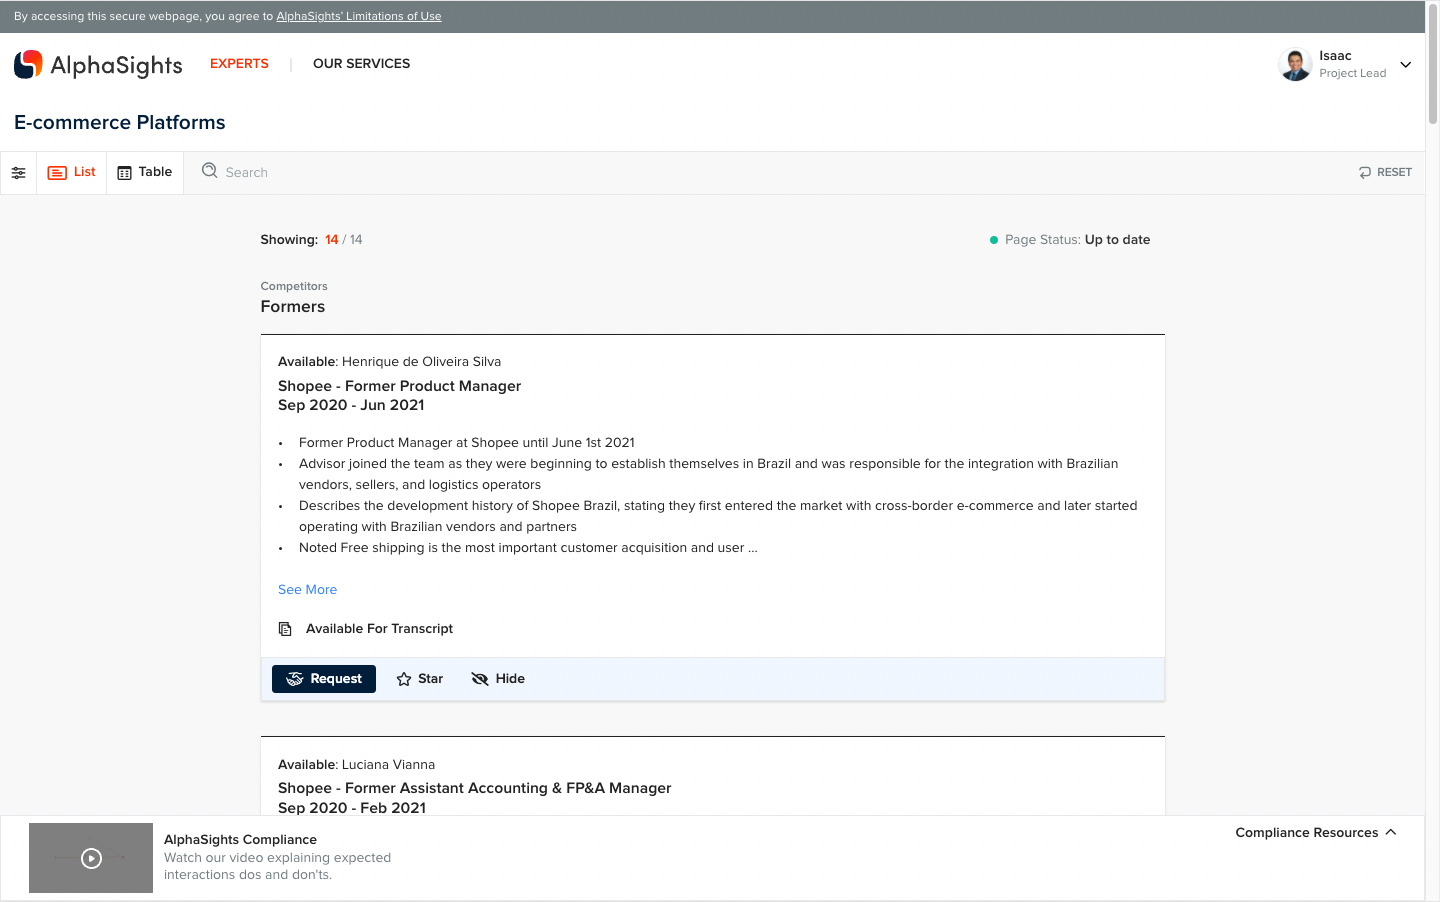 By accessing this secure webpage, you agree to AlphaSights' Limitations of Use
AlphaSights
EXPERTS
OUR SERVICES
Isaac
Project Lead
E-commerce Platforms
List
Table
Search
RESET
Showing: 14 / 14
Page Status: Up to date
Competitors
Formers
Available: Henrique de Oliveira Silva
Shopee - Former Product Manager
Sep 2020 - Jun 2021
• Former Product Manager at Shopee until June 1st 2021
• Advisor joined the team as they were beginning to establish themselves in Brazil and was responsible for the integration with Brazilian
vendors, sellers, and logistics operators
• Describes the development history of Shopee Brazil, stating they first entered the market with cross-border e-commerce and later started
operating with Brazilian vendors and partners
• Noted Free shipping is the most important customer acquisition and user ...
See More
Available For Transcript
Request
Star
Hide
Available: Luciana Vianna
Shopee - Former Assistant Accounting & FP&A Manager
Sep 2020 - Feb 2021
AlphaSights Compliance
Watch our video explaining expected
interactions dos and don'ts.
Compliance Resources